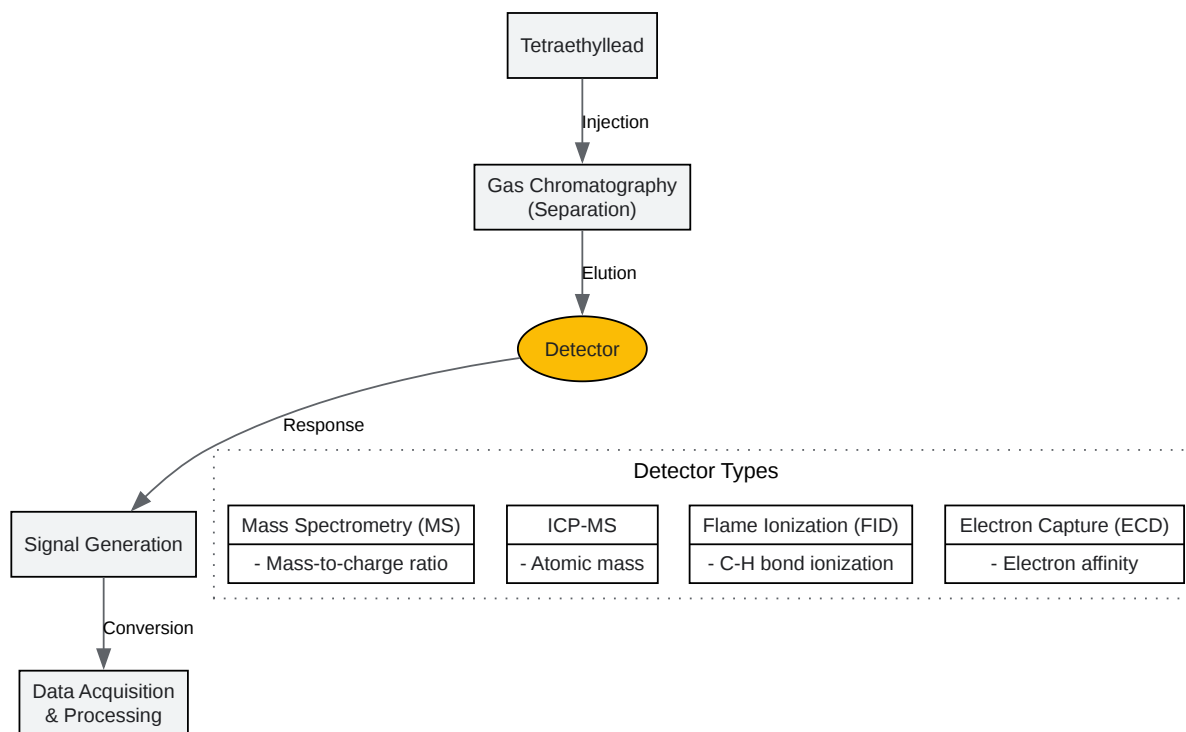 Tetraethyllead
Injection
Gas Chromatography
(Separation)
Elution
Detector
Response
Detector Types
Mass Spectrometry (MS)
- Mass-to-charge ratio
ICP-MS
- Atomic mass
Flame Ionization (FID)
- C-H bond ionization
Electron Capture (ECD)
- Electron affinity
Signal Generation
Conversion
Data Acquisition
& Processing